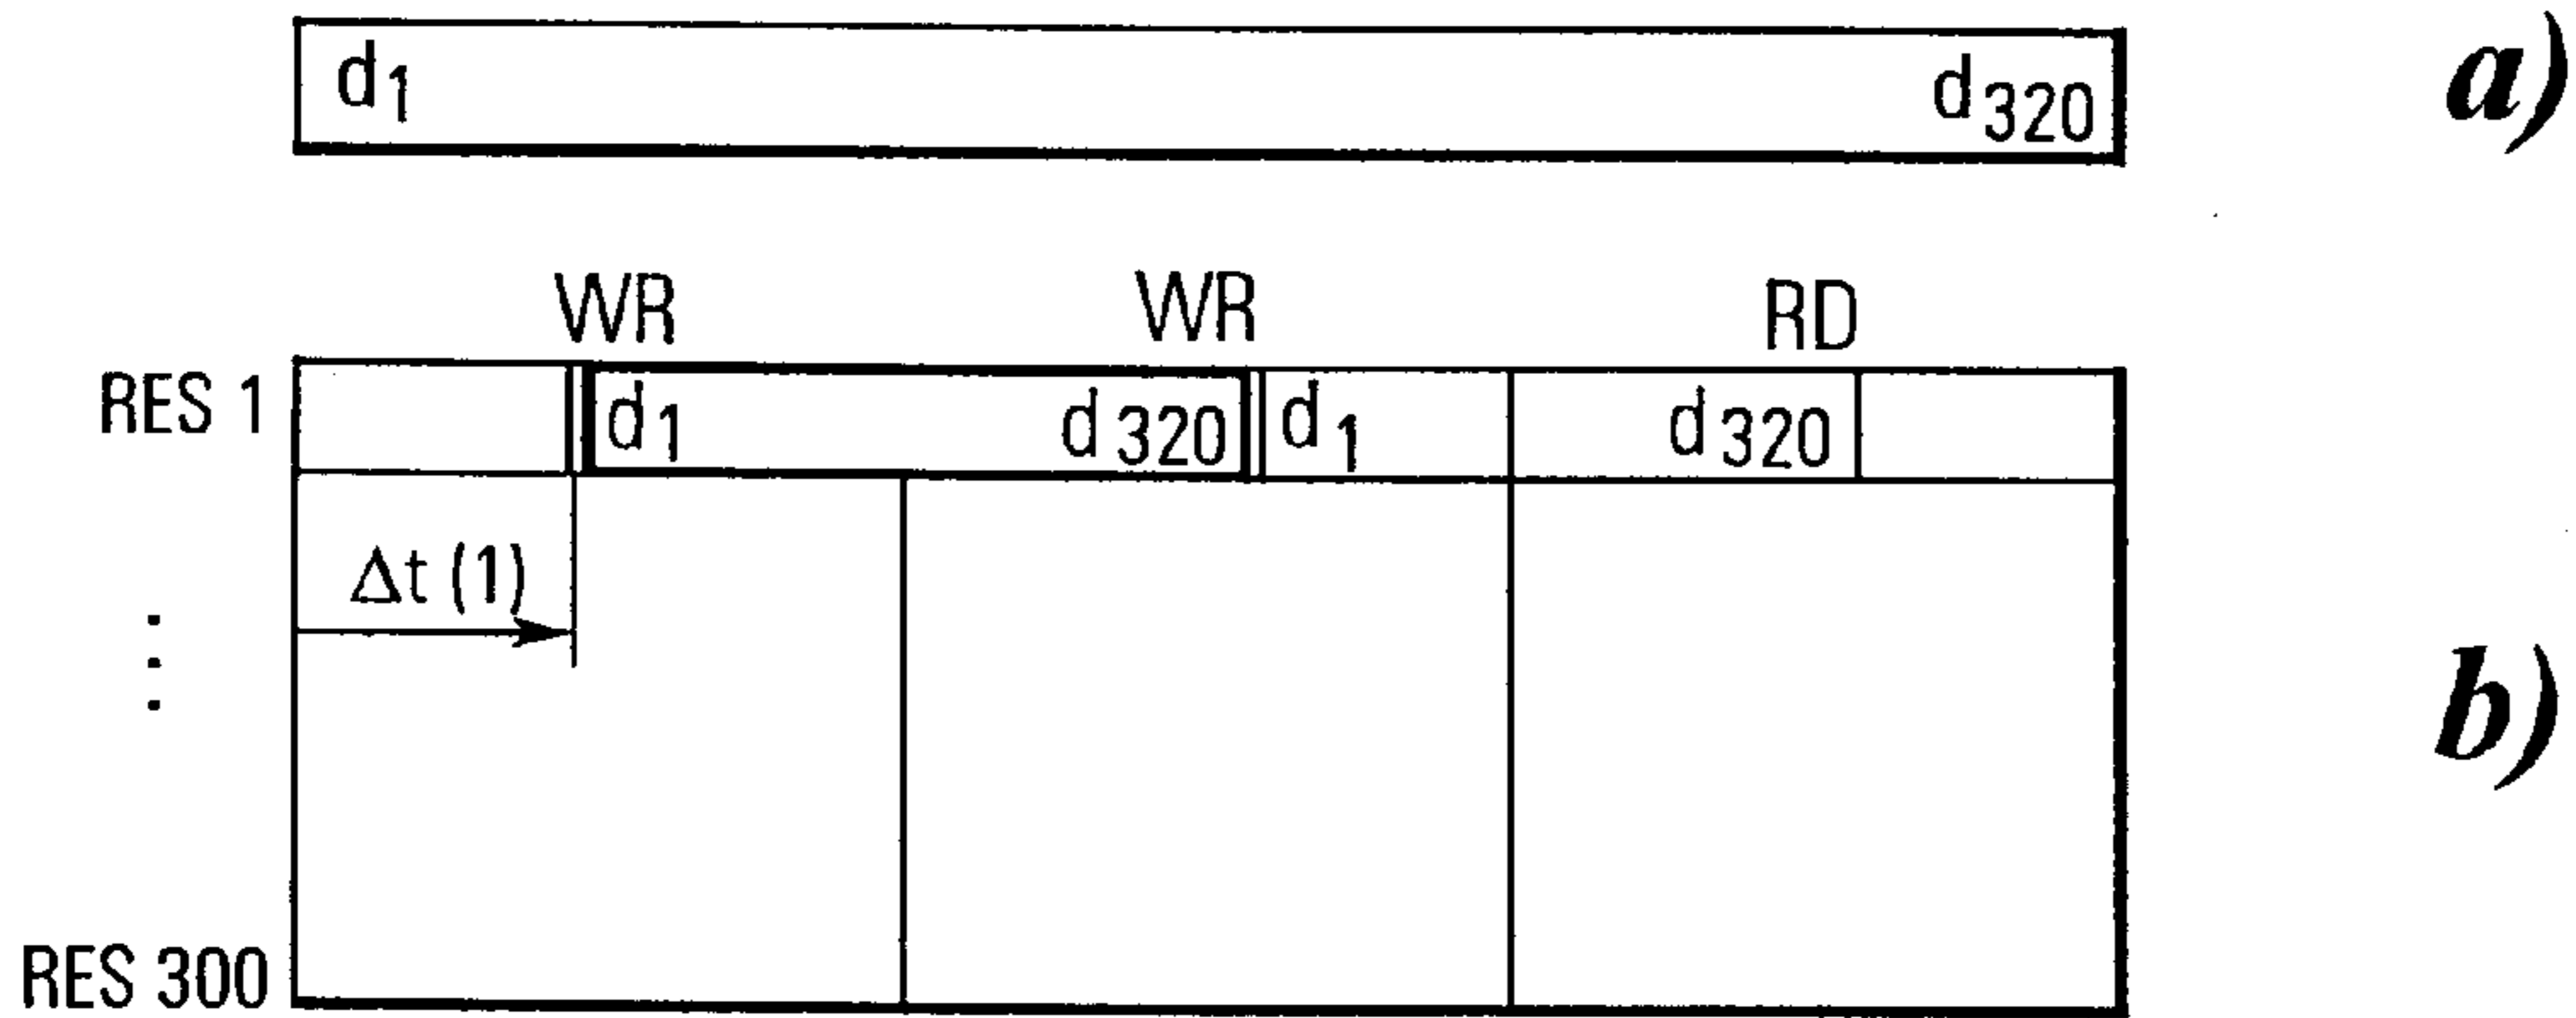 d1 d320 a)
WR WR RD
RES 1 d1 d320 d1 d320
Δt (1)
b)
RES 300